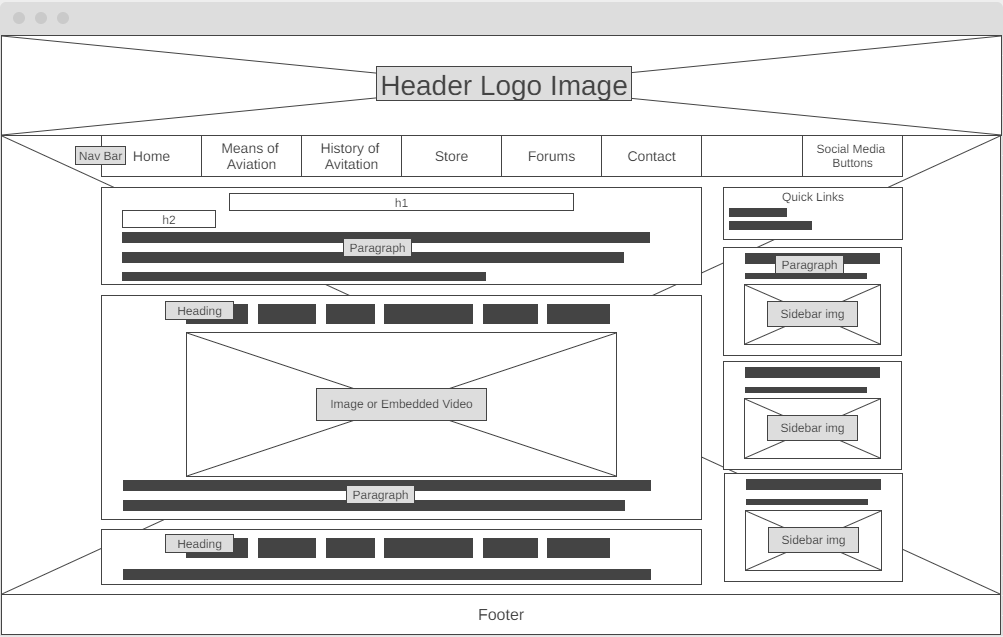 Header Logo Image
Nav Bar
Home
Means of
Aviation
History of
Avitation
Store
Forums
Contact
Social Media
Buttons
h1
h2
Paragraph
Quick Links
Paragraph
Sidebar img
Heading
Image or Embedded Video
Sidebar img
Paragraph
Sidebar img
Heading
Footer